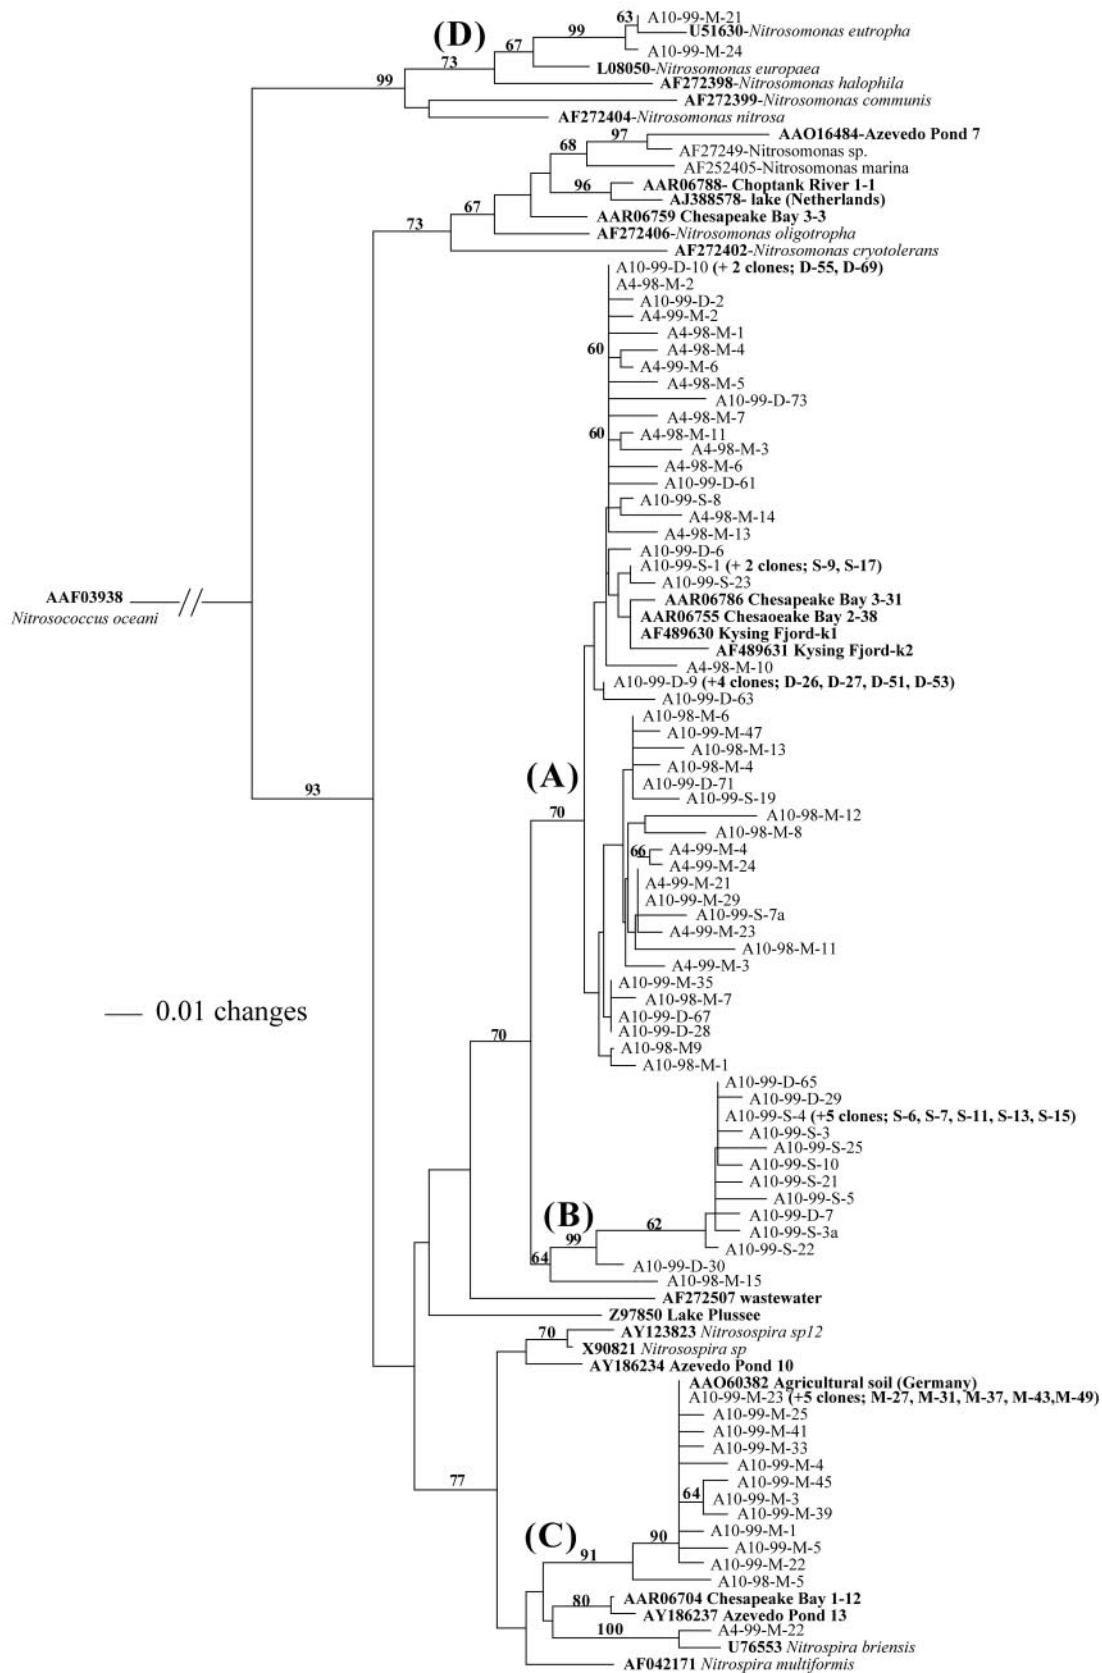 63
A10-99-M-21
(D)
99
U51630-Nitrosomonas eutropha
67
A10-99-M-24
73
L08050-Nitrosomonas europaea
99
AF272398-Nitrosomonas halophila
AF272399-Nitrosomonas communis
AF272404-Nitrosomonas nitrosa
97
AAO16484-Azevedo Pond 7
68
AF27249-Nitrosomonas sp.
AF252405-Nitrosomonas marina
96
AAR06788- Choptank River 1-1
AJ388578- lake (Netherlands)
67
AAR06759 Chesapeake Bay 3-3
73
AF272406-Nitrosomonas oligotropha
AF272402-Nitrosomonas cryotolerans
A10-99-D-10 (+ 2 clones; D-55, D-69)
A4-98-M-2
A10-99-D-2
A4-99-M-2
A4-98-M-1
60
A4-98-M-4
A4-99-M-6
A4-98-M-5
A10-99-D-73
A4-98-M-7
60
A4-98-M-11
A4-98-M-3
A4-98-M-6
A10-99-D-61
A10-99-S-8
A4-98-M-14
A4-98-M-13
A10-99-D-6
A10-99-S-1 (+ 2 clones; S-9, S-17)
A10-99-S-23
AAF03938
Nitrosococcus oceani
AAR06786 Chesapeake Bay 3-31
AAR06755 Chesaoeake Bay 2-38
AF489630 Kysing Fjord-k1
AF489631 Kysing Fjord-k2
A4-98-M-10
A10-99-D-9 (+4 clones; D-26, D-27, D-51, D-53)
A10-99-D-63
A10-98-M-6
A10-99-M-47
A10-98-M-13
(A)
A10-98-M-4
A10-99-D-71
93
A10-99-S-19
70
A10-98-M-12
A10-98-M-8
66
A4-99-M-4
A4-99-M-24
A4-99-M-21
A10-99-M-29
A10-99-S-7a
A4-99-M-23
A10-98-M-11
A4-99-M-3
A10-99-M-35
A10-98-M-7
0.01 changes
A10-99-D-67
A10-99-D-28
70
A10-98-M9
A10-98-M-1
A10-99-D-65
A10-99-D-29
A10-99-S-4 (+5 clones; S-6, S-7, S-11, S-13, S-15)
A10-99-S-3
A10-99-S-25
A10-99-S-10
A10-99-S-21
A10-99-S-5
(B)
62
A10-99-D-7
A10-99-S-3a
99
A10-99-S-22
64
A10-99-D-30
A10-98-M-15
AF272507 wastewater
Z97850 Lake Plussee
70
AY123823 Nitrosospira sp12
X90821 Nitrosospira sp
AY186234 Azevedo Pond 10
AAO60382 Agricultural soil (Germany)
A10-99-M-23 (+5 clones; M-27, M-31, M-37, M-43,M-49)
A10-99-M-25
A10-99-M-41
A10-99-M-33
A10-99-M-4
77
A10-99-M-45
64
A10-99-M-3
A10-99-M-39
(C)
90
A10-99-M-1
A10-99-M-5
91
A10-99-M-22
A10-98-M-5
80
AAR06704 Chesapeake Bay 1-12
AY186237 Azevedo Pond 13
100
A4-99-M-22
U76553 Nitrospira briensis
AF042171 Nitrospira multiformis